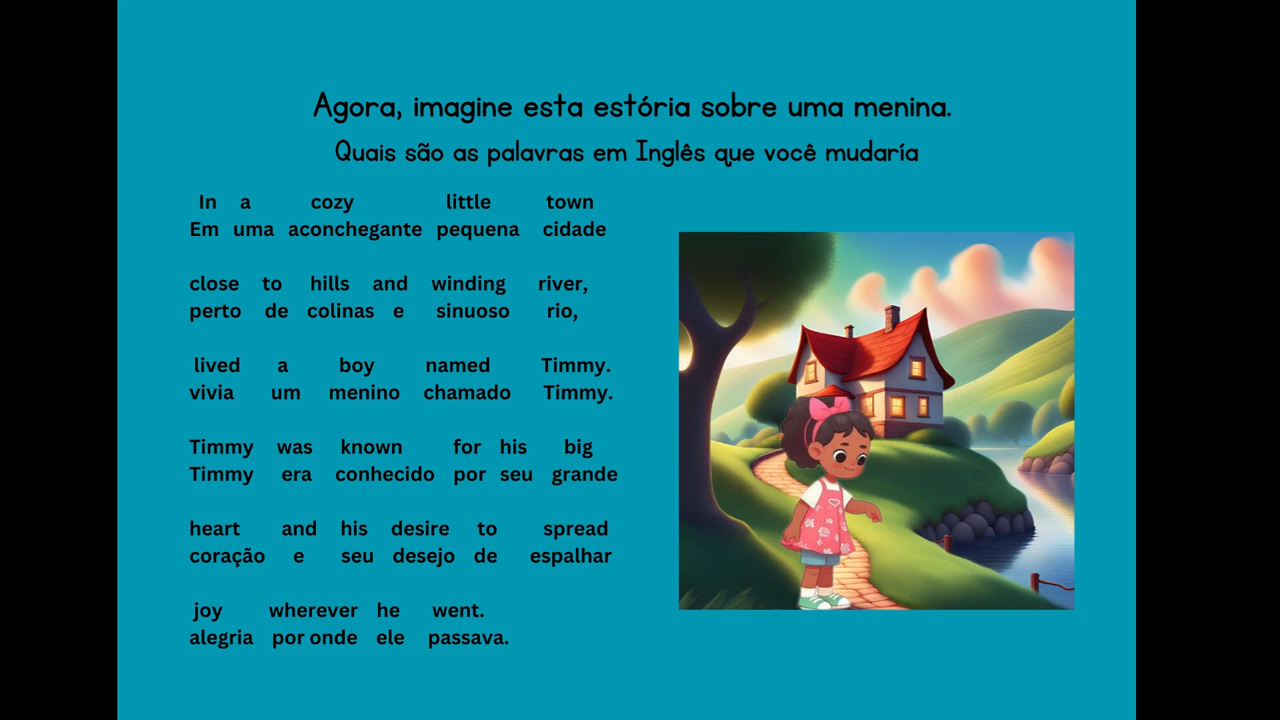 Agora, imagine esta estória sobre uma menina.
Quais são as palavras em Inglês que você mudaría
In a cozy little town
Em uma aconchegante pequena cidade
close to hills and winding river,
perto de colinas e sinuoso rio,
lived a boy named Timmy.
vivia um menino chamado Timmy.
Timmy was known for his big
Timmy era conhecido por seu grande
heart and his desire to spread
coração e seu desejo de espalhar
joy wherever he went.
alegria por onde ele passava.